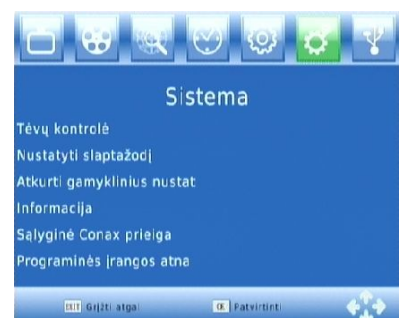 Sistema
Tėvų kontrolė
Nustatyti slaptažodį
Atkurti gamyklinius nustat
Informacija
Sąlyginė Conax prieiga
Programinės įrangos atna
EXIT Grįžti atgal OK Patvirtinti